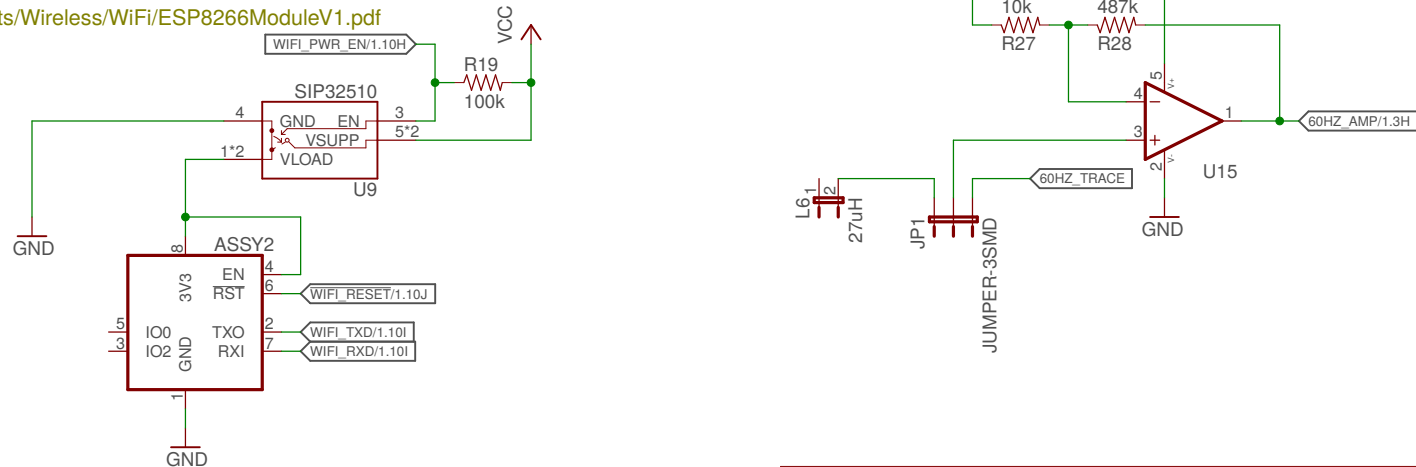 ts/Wireless/WiFi/ESP8266ModuleV1.pdf
WIFI_PWR_EN/1.10H
VCC
R19
100k
SIP32510
4
GND
EN
3
VSUPP
5*2
1*2
VLOAD
U9
GND
ASSY2
8
3V3
EN
4
RST
6
WIFI_RESET/1.10J
5
IO0
TXO
2
WIFI_TXD/1.10I
3
IO2
GND
RXI
7
WIFI_RXD/1.10I
1
GND
10k
R27
487k
R28
5
V+
4
3
1
60HZ_AMP/1.3H
2
V-
U15
GND
60HZ_TRACE
L6
1
2
27uH
JP1
JUMPER-3SMD